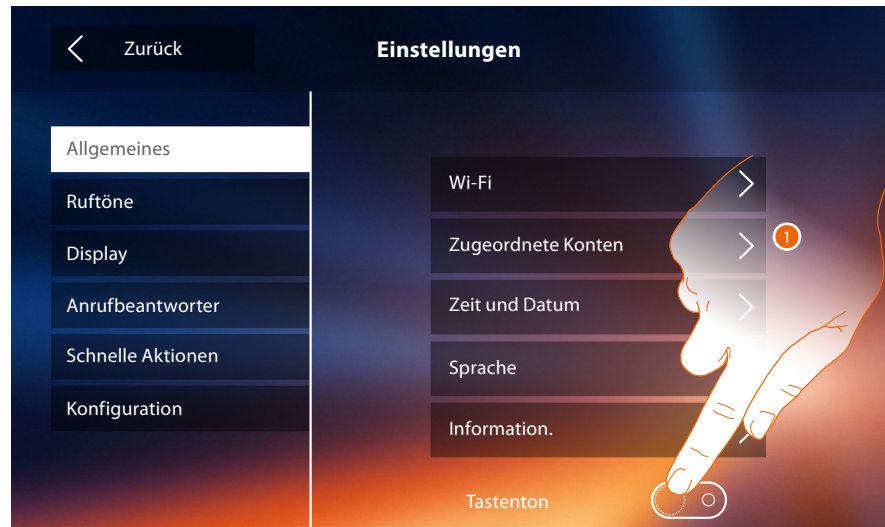 Zurück
Einstellungen
Allgemeines
Ruftöne
Display
Anrufbeantworter
Schnelle Aktionen
Konfiguration
Wi-Fi
Zugeordnete Konten
1
Zeit und Datum
Sprache
Information.
Tastenton